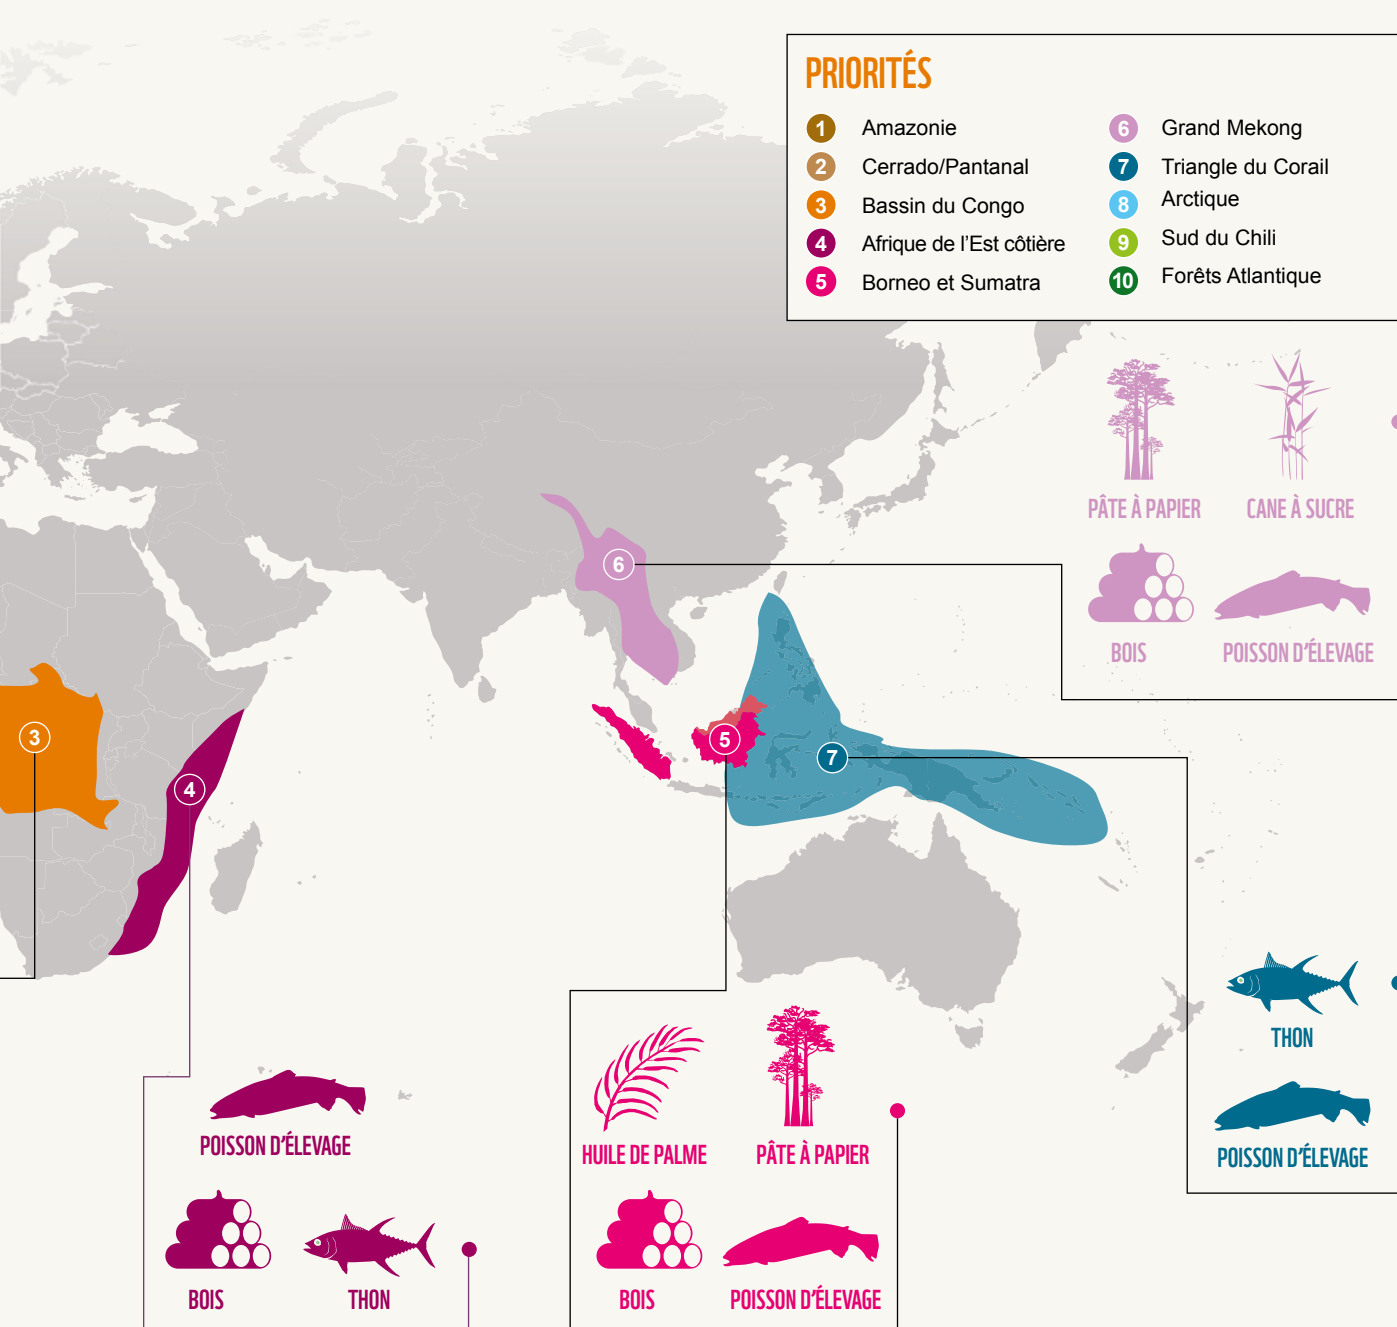 PRIORITÉS
1 Amazonie
2 Cerrado/Pantanal
3 Bassin du Congo
4 Afrique de l'Est côtière
5 Borneo et Sumatra
6 Grand Mekong
7 Triangle du Corail
8 Arctique
9 Sud du Chili
10 Forêts Atlantique
PÂTE À PAPIER
CANE À SUCRE
BOIS
POISSON D'ÉLEVAGE
6
3
4
5
7
THON
POISSON D'ÉLEVAGE
POISSON D'ÉLEVAGE
BOIS
THON
HUILE DE PALME
PÂTE À PAPIER
BOIS
POISSON D'ÉLEVAGE